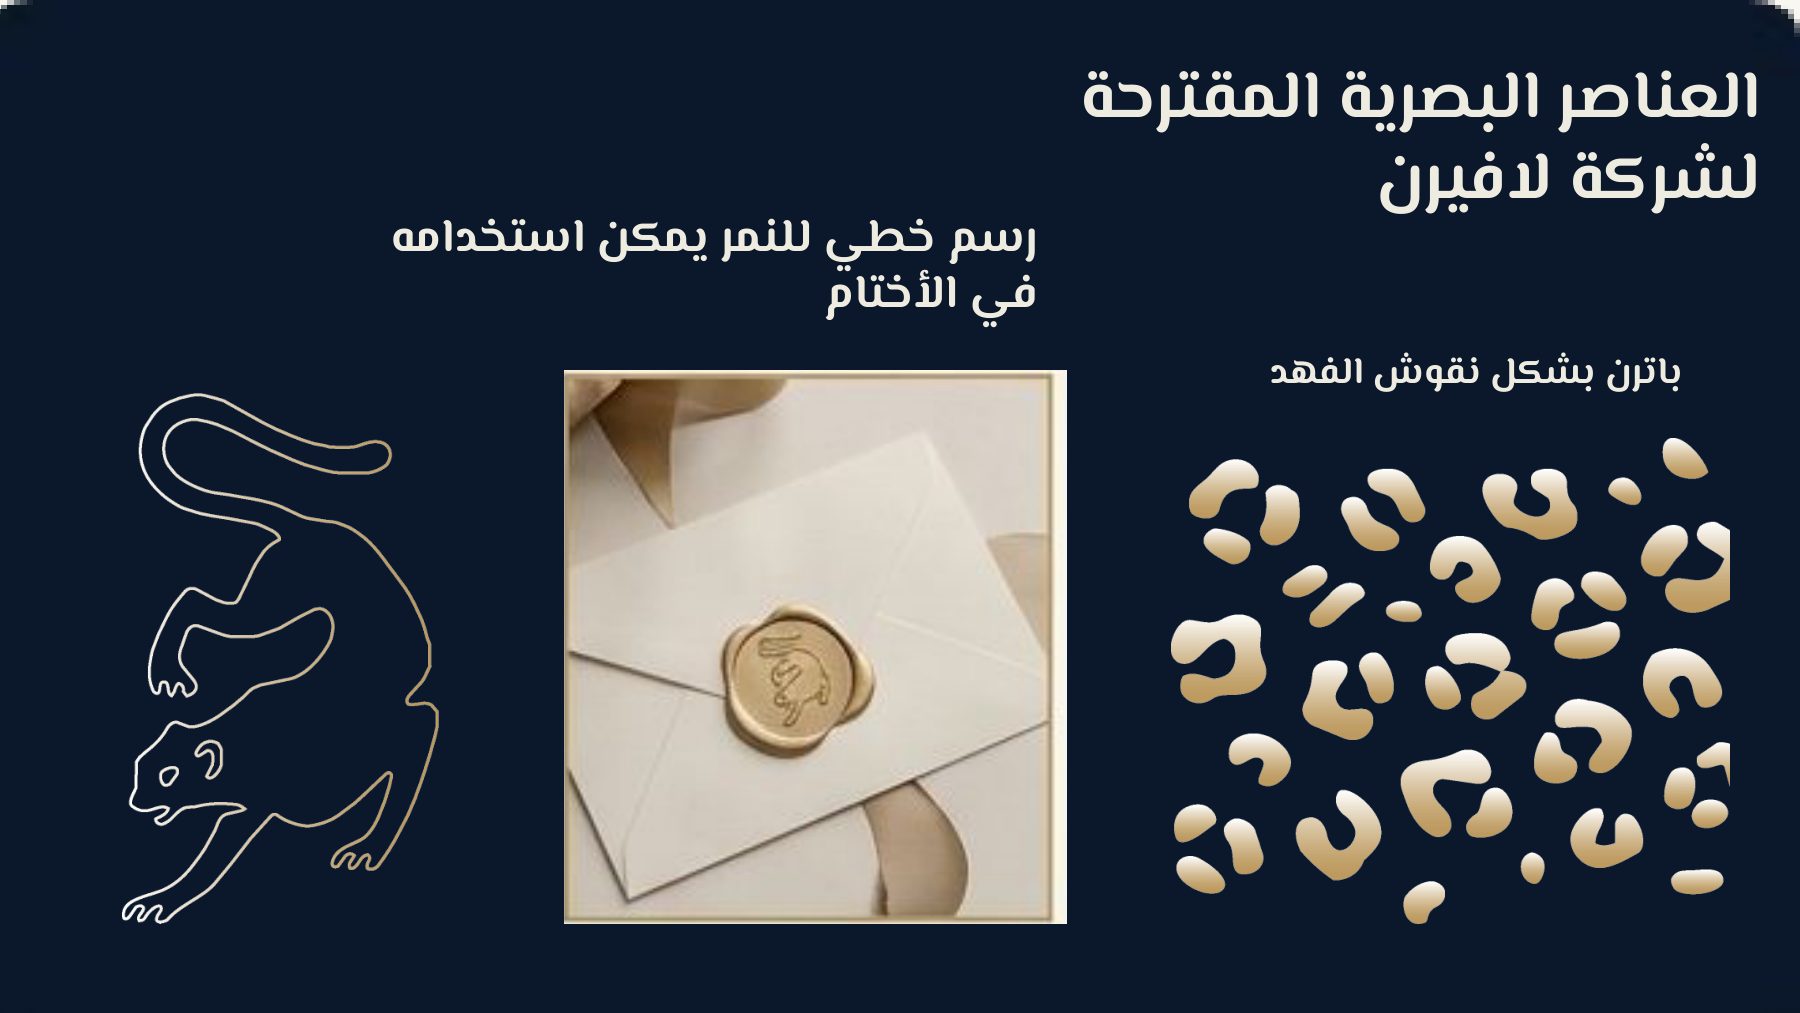 العناصر البصرية المقترحة
لشركة لافيرن
رسم خطي للنمر يمكن استخدامه
في الأختام
باترن بشكل نقوش الفهد